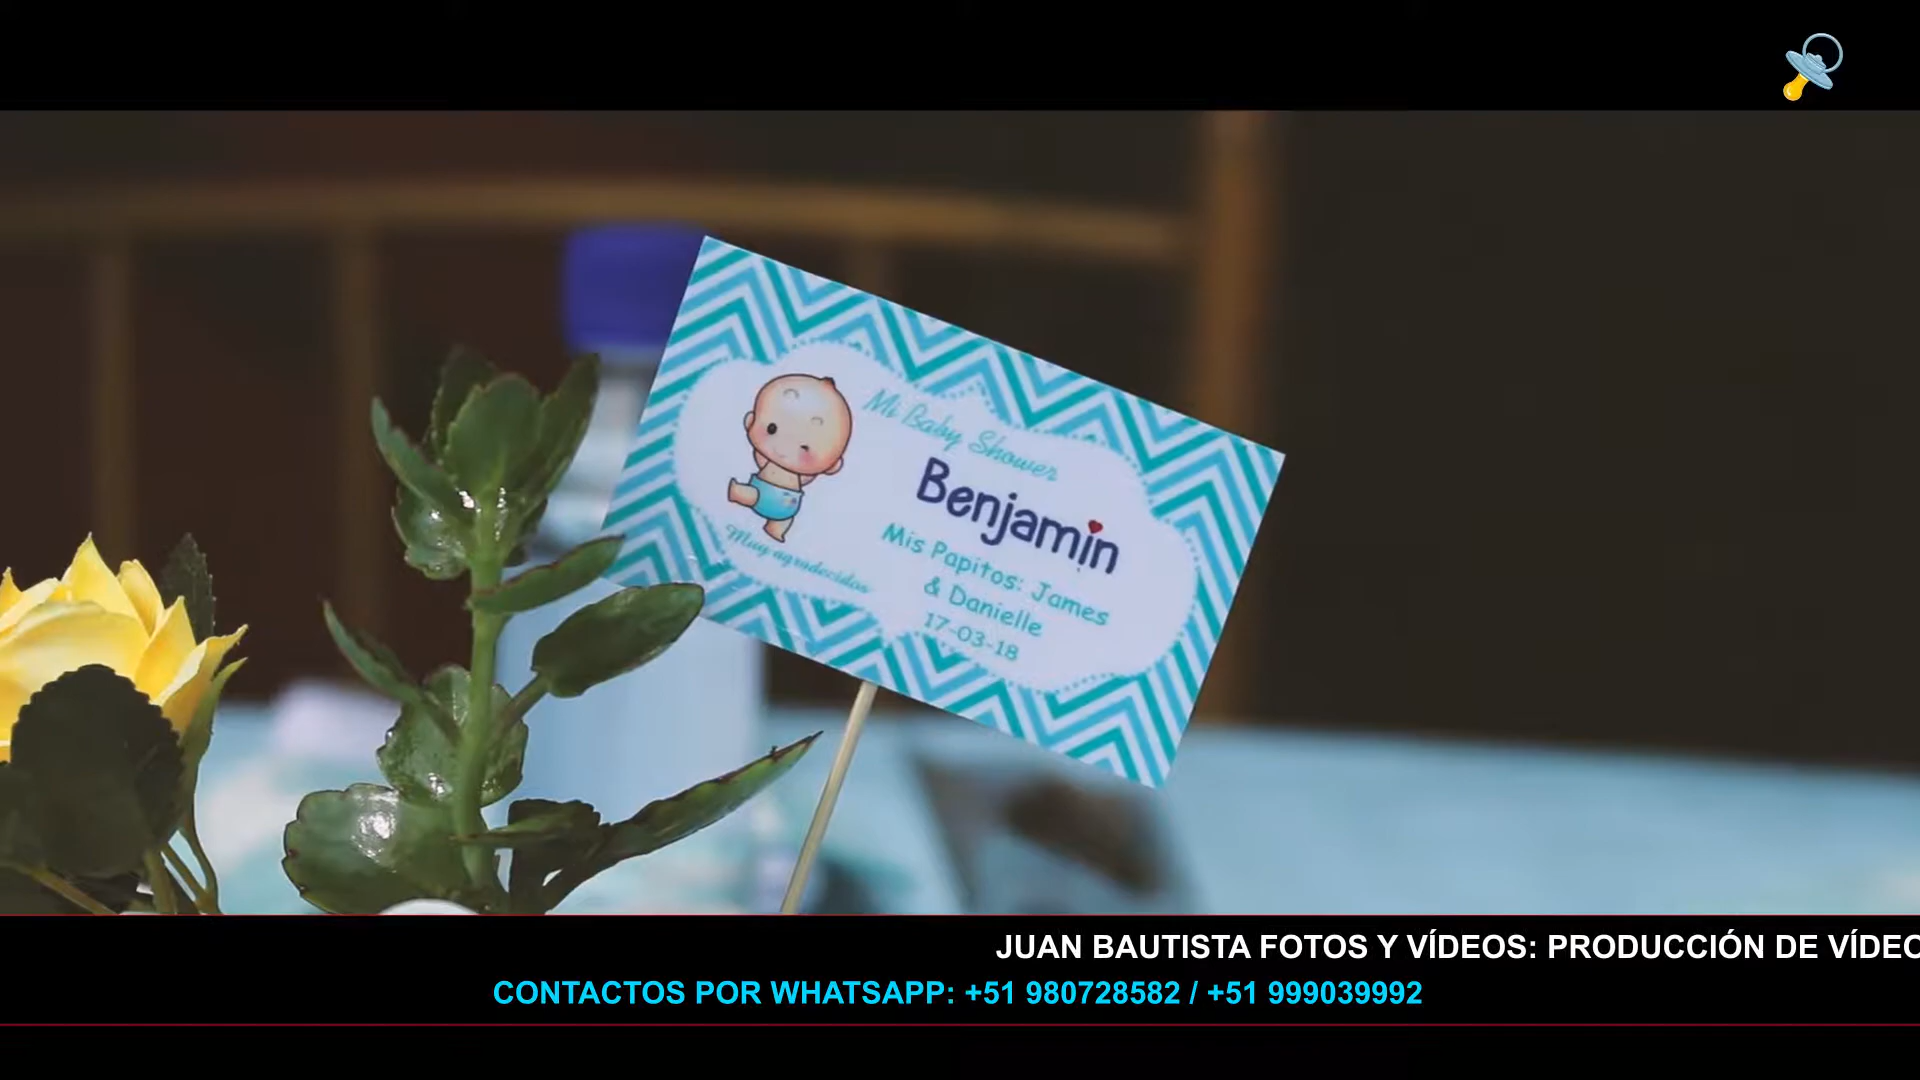 Mi Baby Shower
Benjamin
Mis Papitos: James
& Danielle
17-03-18
Muy agradecidos
JUAN BAUTISTA FOTOS Y VÍDEOS: PRODUCCIÓN DE VÍDEO
CONTACTOS POR WHATSAPP: +51 980728582 / +51 999039992